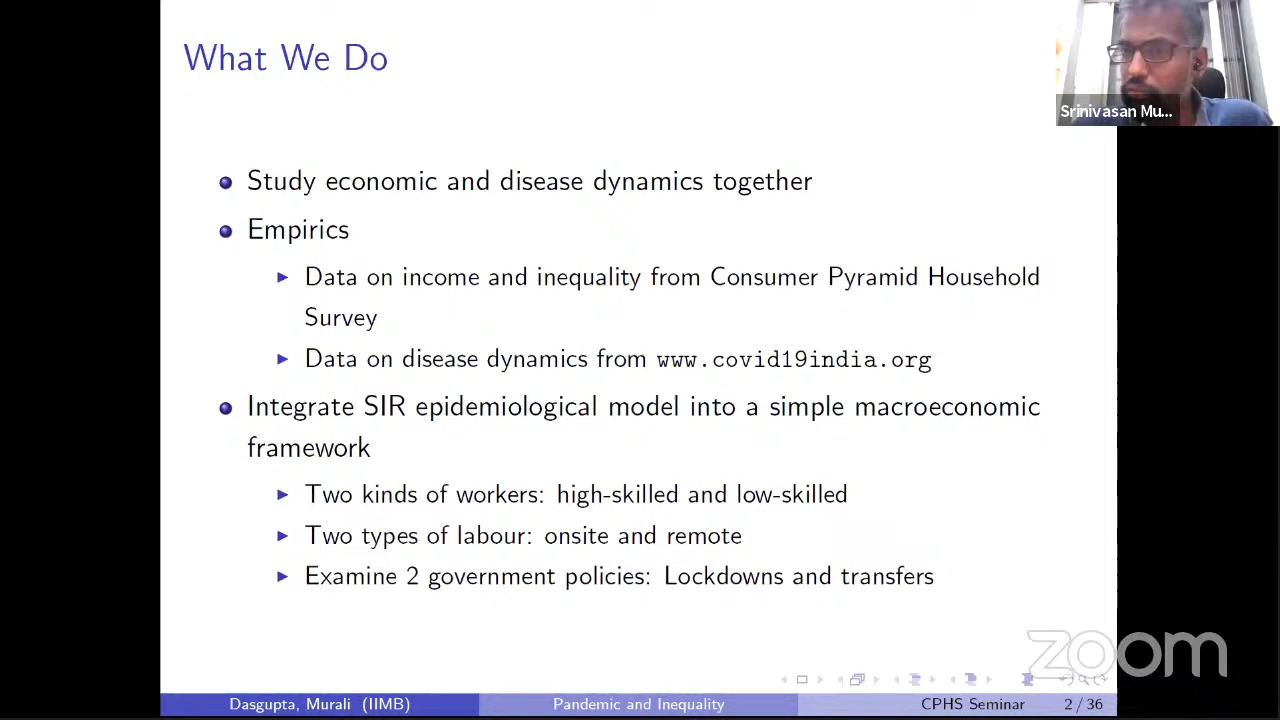 What We Do
Srinivasan Mu...
Study economic and disease dynamics together
Empirics
Data on income and inequality from Consumer Pyramid Household
Survey
Data on disease dynamics from www.covid19india.org
Integrate SIR epidemiological model into a simple macroeconomic
framework
Two kinds of workers: high-skilled and low-skilled
Two types of labour: onsite and remote
Examine 2 government policies: Lockdowns and transfers
zoom
Dasgupta, Murali (IIMB) Pandemic and Inequality CPHS Seminar 2 / 36